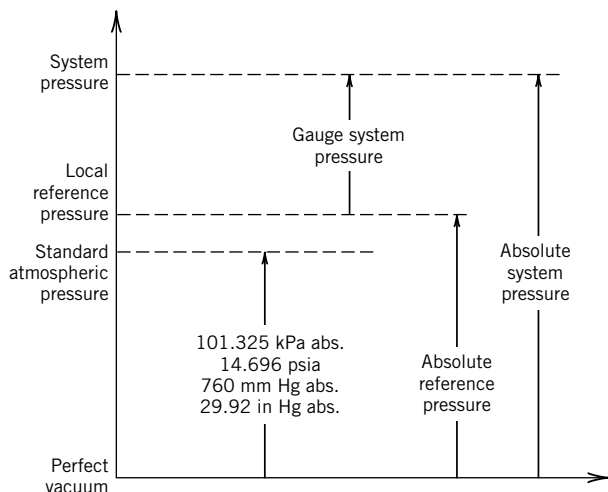 System
pressure
Gauge system
pressure
Local
reference
pressure
Standard
atmospheric
pressure
Absolute
system
pressure
101.325 kPa abs.
14.696 psia
760 mm Hg abs.
29.92 in Hg abs.
Absolute
reference
pressure
Perfect
vacuum